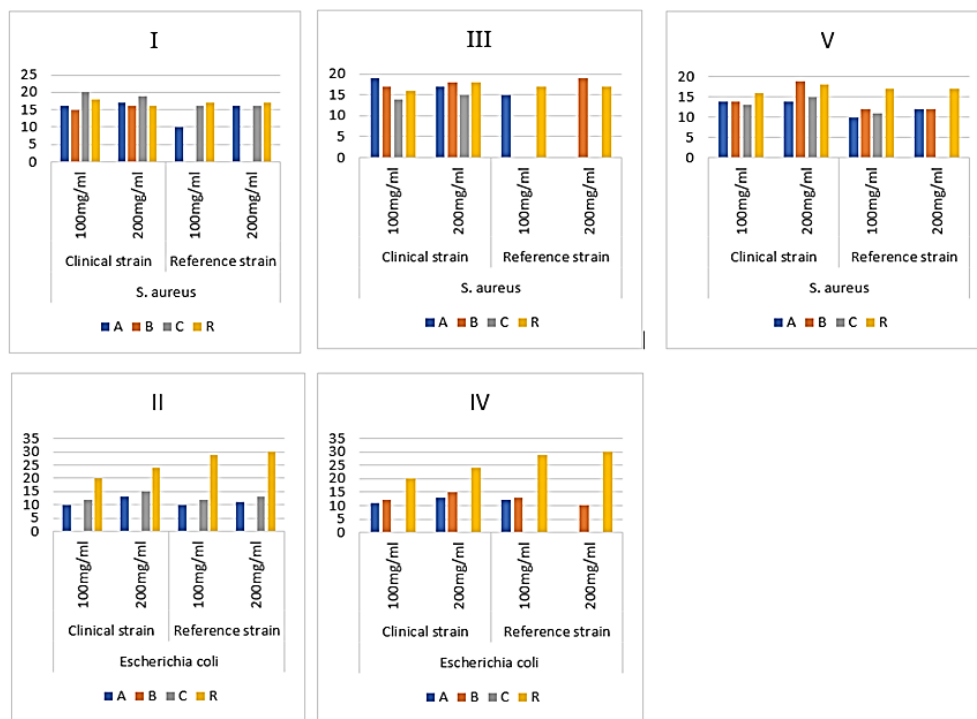 I
25
20
15
10
5
0
100mg/ml 200mg/ml 100mg/ml 200mg/ml
Clinical strain Reference strain
S. aureus
A B C R
III
20
15
10
5
0
100mg/ml 200mg/ml 100mg/ml 200mg/ml
Clinical strain Reference strain
S. aureus
A B C R
V
20
15
10
5
0
100mg/ml 200mg/ml 100mg/ml 200mg/ml
Clinical strain Reference strain
S. aureus
A B C R
II
35
30
25
20
15
10
5
0
100mg/ml 200mg/ml 100mg/ml 200mg/ml
Clinical strain Reference strain
Escherichia coli
A B C R
IV
35
30
25
20
15
10
5
0
100mg/ml 200mg/ml 100mg/ml 200mg/ml
Clinical strain Reference strain
Escherichia coli
A B C R